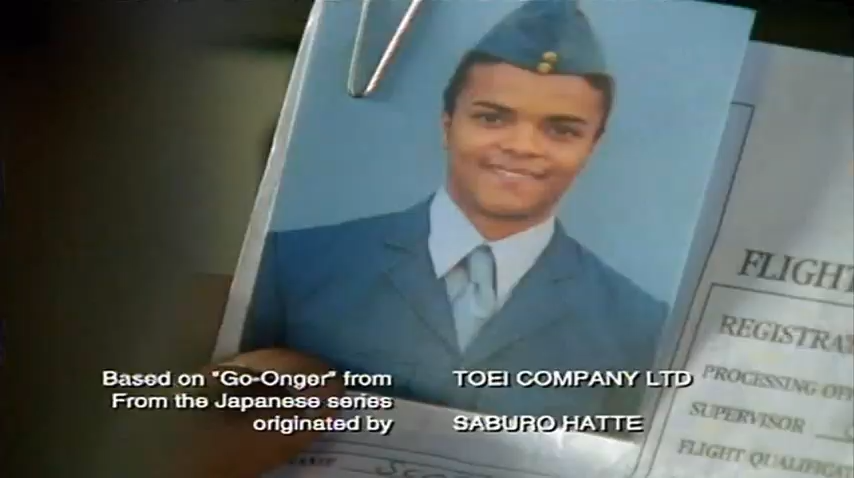 FLIGHT
REGISTRA
PROCESSING OFF
SUPERVISOR
FLIGHT QUALIFICAT
Based on "Go-Onger" from TOEI COMPANY LTD
From the Japanese series
originated by SABURO HATTE